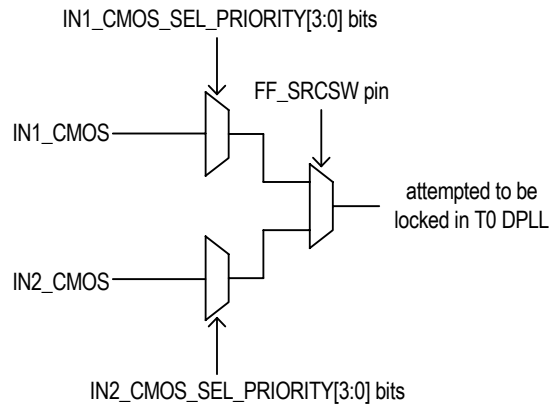 IN1_CMOS_SEL_PRIORITY[3:0] bits
FF_SRCSW pin
IN1_CMOS
attempted to be
locked in T0 DPLL
IN2_CMOS
IN2_CMOS_SEL_PRIORITY[3:0] bits